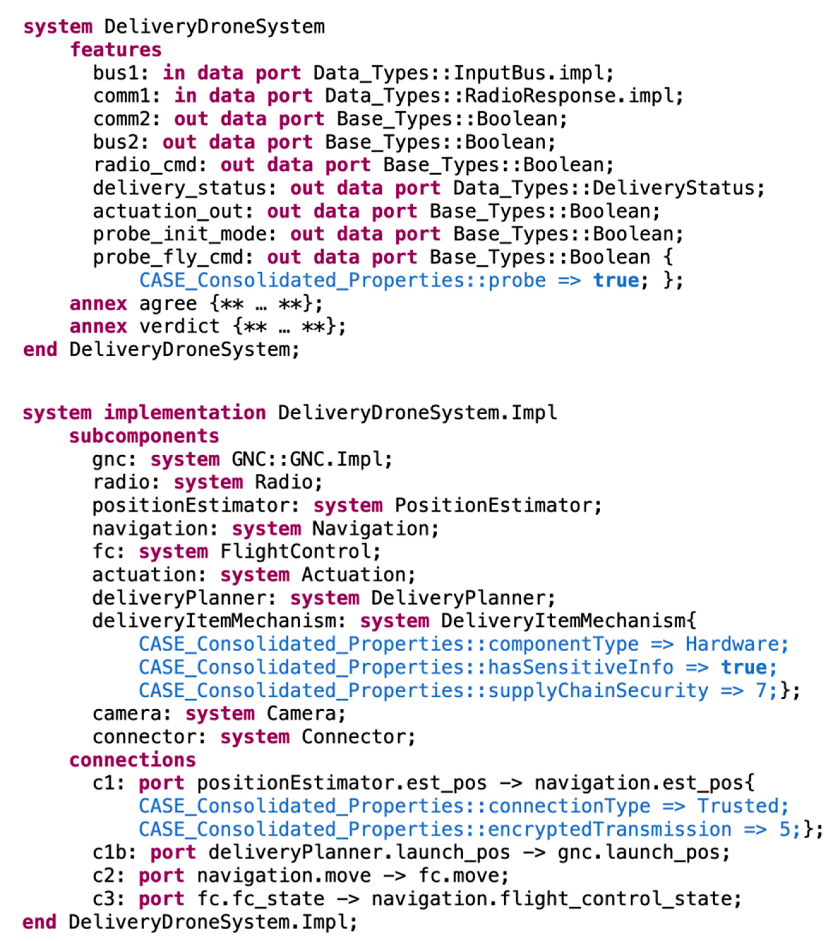 system DeliveryDroneSystem
features
bus1: in data port Data_Types::InputBus.impl;
comm1: in data port Data_Types::RadioResponse.impl;
comm2: out data port Base_Types::Boolean;
bus2: out data port Base_Types::Boolean;
radio_cmd: out data port Base_Types::Boolean;
delivery_status: out data port Data_Types::DeliveryStatus;
actuation_out: out data port Base_Types::Boolean;
probe_init_mode: out data port Base_Types::Boolean;
probe_fly_cmd: out data port Base_Types::Boolean {
CASE_Consolidated_Properties::probe => true; };
annex agree {** … **};
annex verdict {** … **};
end DeliveryDroneSystem;
system implementation DeliveryDroneSystem.Impl
subcomponents
gnc: system GNC::GNC.Impl;
radio: system Radio;
positionEstimator: system PositionEstimator;
navigation: system Navigation;
fc: system FlightControl;
actuation: system Actuation;
deliveryPlanner: system DeliveryPlanner;
deliveryItemMechanism: system DeliveryItemMechanism{
CASE_Consolidated_Properties::componentType => Hardware;
CASE_Consolidated_Properties::hasSensitiveInfo => true;
CASE_Consolidated_Properties::supplyChainSecurity => 7;};
camera: system Camera;
connector: system Connector;
connections
c1: port positionEstimator.est_pos -> navigation.est_pos{
CASE_Consolidated_Properties::connectionType => Trusted;
CASE_Consolidated_Properties::encryptedTransmission => 5;};
c1b: port deliveryPlanner.launch_pos -> gnc.launch_pos;
c2: port navigation.move -> fc.move;
c3: port fc.fc_state -> navigation.flight_control_state;
end DeliveryDroneSystem.Impl;